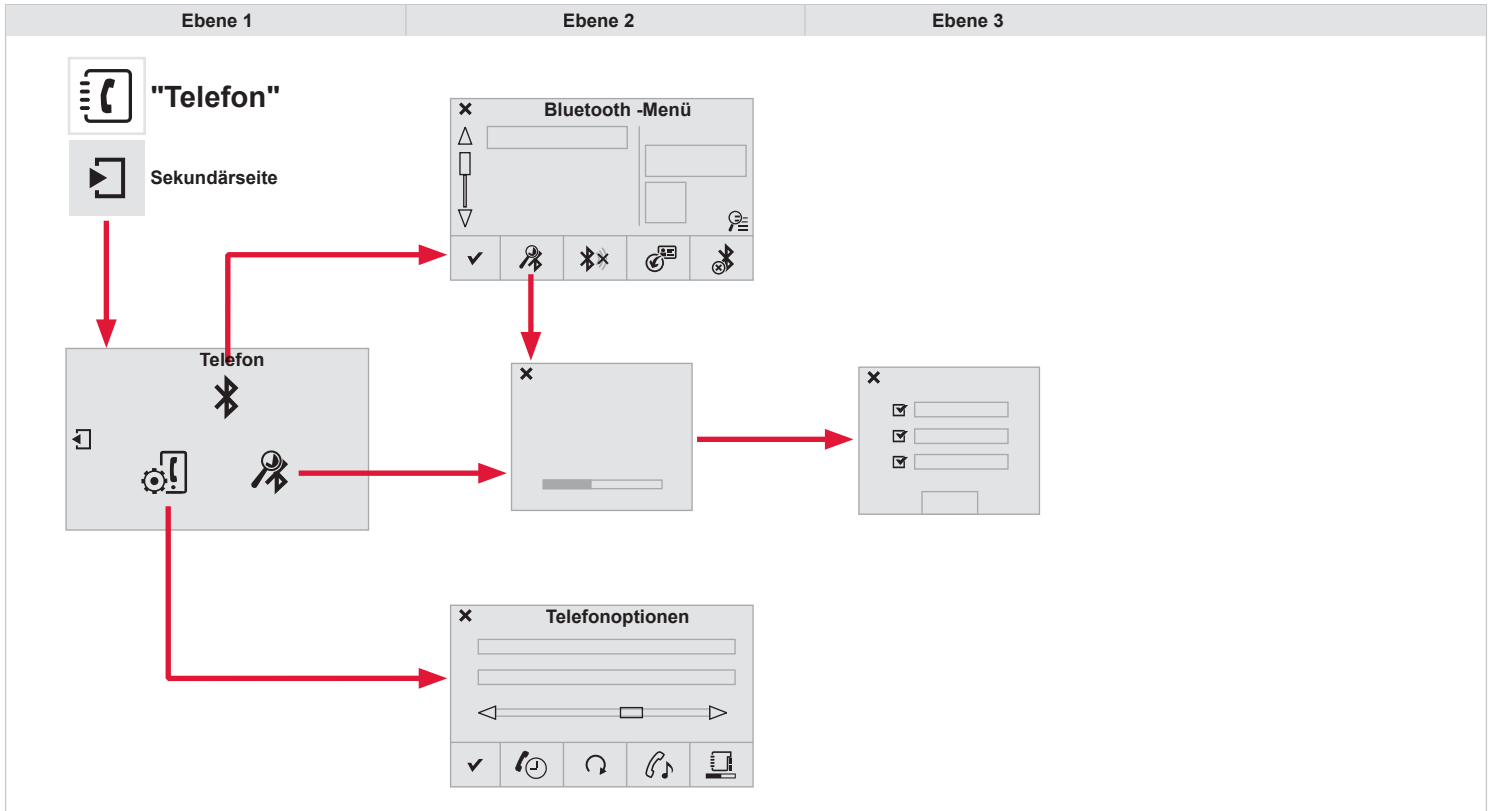 Ebene 1
Ebene 2
Ebene 3
"Telefon"
Sekundärseite
Bluetooth -Menü
Telefon
Telefonoptionen